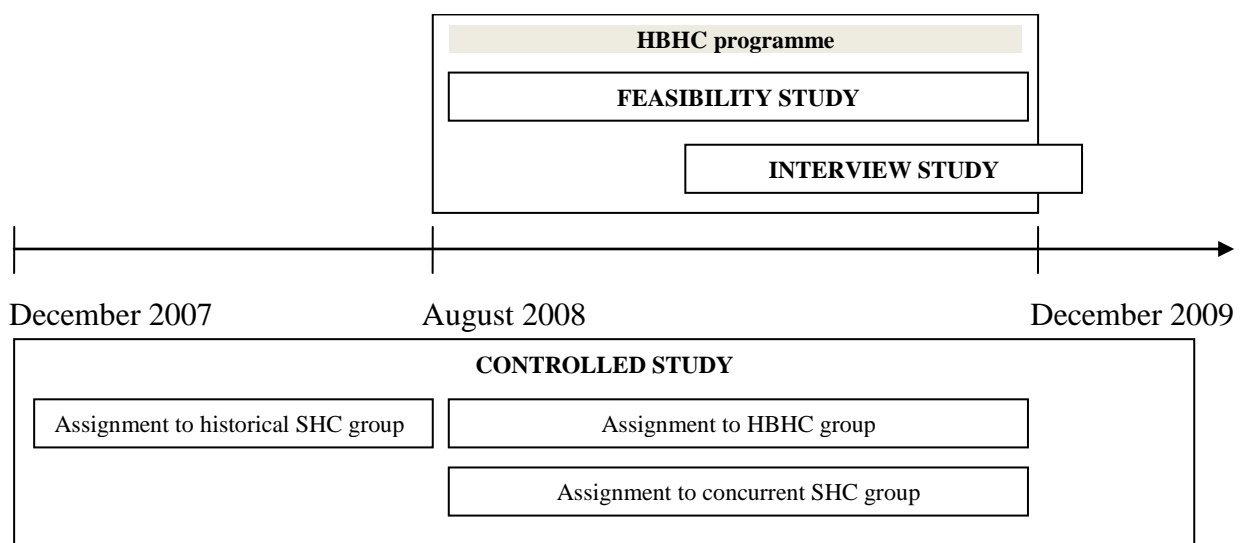 HBHC programme
FEASIBILITY STUDY
INTERVIEW STUDY
December 2007 August 2008 December 2009
CONTROLLED STUDY
Assignment to historical SHC group Assignment to HBHC group
Assignment to concurrent SHC group